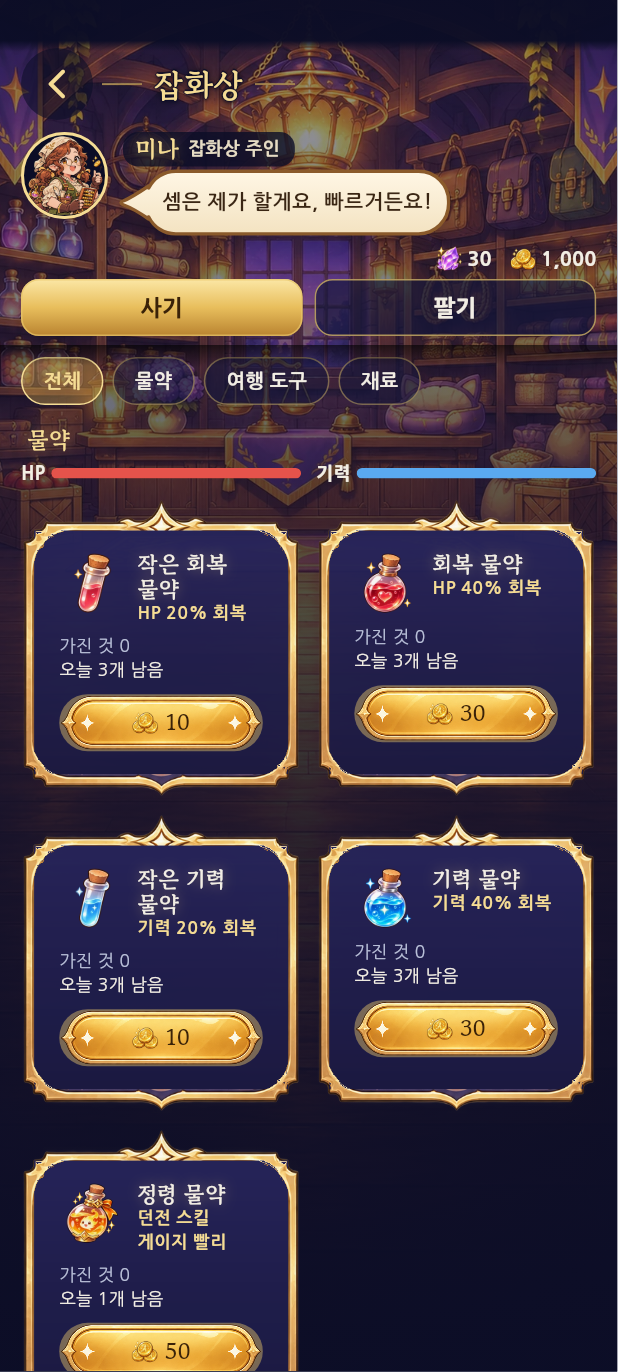 잡화상
미나 잡화상 주인
셈은 제가 할게요, 빠르거든요!
30 1,000
사기 팔기
전체 물약 여행 도구 재료
물약
HP 기력
작은 회복
물약
HP 20% 회복
가진 것 0
오늘 3개 남음
10
회복 물약
HP 40% 회복
가진 것 0
오늘 3개 남음
30
작은 기력
물약
기력 20% 회복
가진 것 0
오늘 3개 남음
10
기력 물약
기력 40% 회복
가진 것 0
오늘 3개 남음
30
정령 물약
던전 스킬
게이지 빨리
가진 것 0
오늘 1개 남음
50